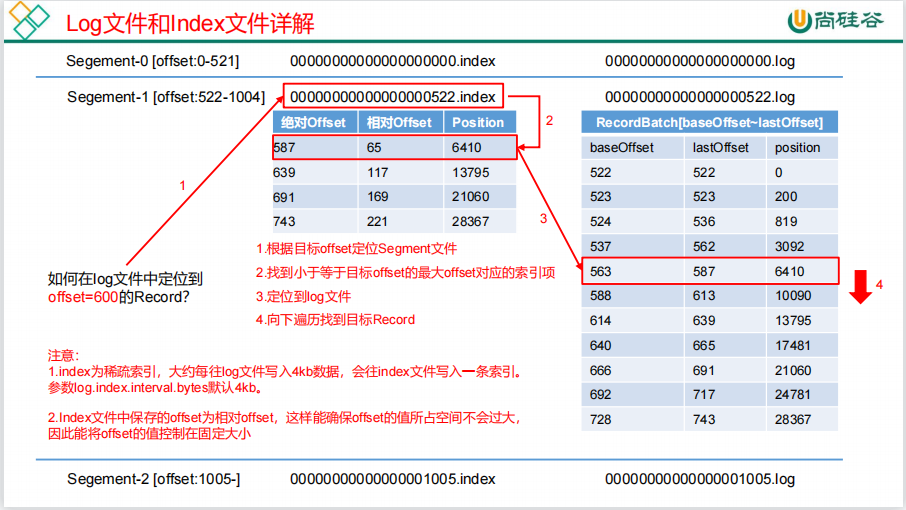 Log文件和Index文件详解
尚硅谷
Segement-0 [offset:0-521] 00000000000000000000.index 00000000000000000000.log
Segement-1 [offset:522-1004] 00000000000000000522.index 00000000000000000522.log
绝对Offset 相对Offset Position
587 65 6410
639 117 13795
691 169 21060
743 221 28367
RecordBatch[baseOffset~lastOffset]
baseOffset lastOffset position
522 522 0
523 523 200
524 536 819
537 562 3092
563 587 6410
588 613 10090
614 639 13795
640 665 17481
666 691 21060
692 717 24781
728 743 28367
1
2
3
4
如何在log文件中定位到
offset=600的Record?
1.根据目标offset定位Segment文件
2.找到小于等于目标offset的最大offset对应的索引项
3.定位到log文件
4.向下遍历找到目标Record
注意:
1.index为稀疏索引，大约每往log文件写入4kb数据，会往index文件写入一条索引。
参数log.index.interval.bytes默认4kb。
2.Index文件中保存的offset为相对offset，这样能确保offset的值所占空间不会过大，
因此能将offset的值控制在固定大小
Segement-2 [offset:1005-] 00000000000000001005.index 00000000000000001005.log